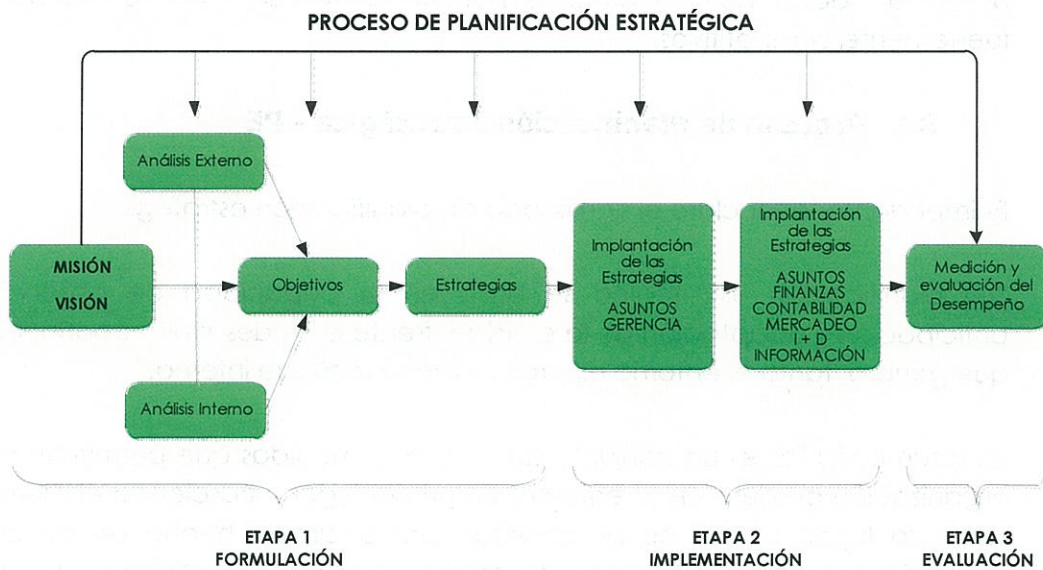 PROCESO DE PLANIFICACIÓN ESTRATÉGICA
Análisis Externo
MISIÓN
VISIÓN
Objetivos
Estrategias
Implantación
de las
Estrategias
ASUNTOS
GERENCIA
Implantación
de las
Estrategias
ASUNTOS
FINANZAS
CONTABILIDAD
MERCADEO
I + D
INFORMACIÓN
Medición y
evaluación del
Desempeño
Análisis Interno
ETAPA 1
FORMULACIÓN
ETAPA 2
IMPLEMENTACIÓN
ETAPA 3
EVALUACIÓN